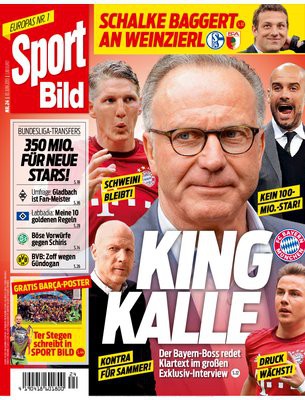 EUROPAS NR. 1
Sport
Bild
SCHALKE BAGGERT
AN WEINZIERL
BUNDESLIGA-TRANSFERS
350 MIO.
FÜR NEUE
STARS!
Umfrage: Gladbach
ist Fan-Meister
Labbadia: Meine 10
goldenen Regeln
Böse Vorwürfe
gegen Schiris
BVB: Zoff wegen
Gündogan
GRATIS BARÇA-POSTER
Ter Stegen
schreibt in
SPORT BILD
SCHWEINI
BLEIBT!
KEIN 100-
MIO.-STAR!
FC BAYERN
MÜNCHEN
KING
KALLE
Der Bayern-Boss redet
Klartext im großen
Exklusiv-Interview
KONTRA
FÜR SAMMER!
DRUCK
WÄCHST!